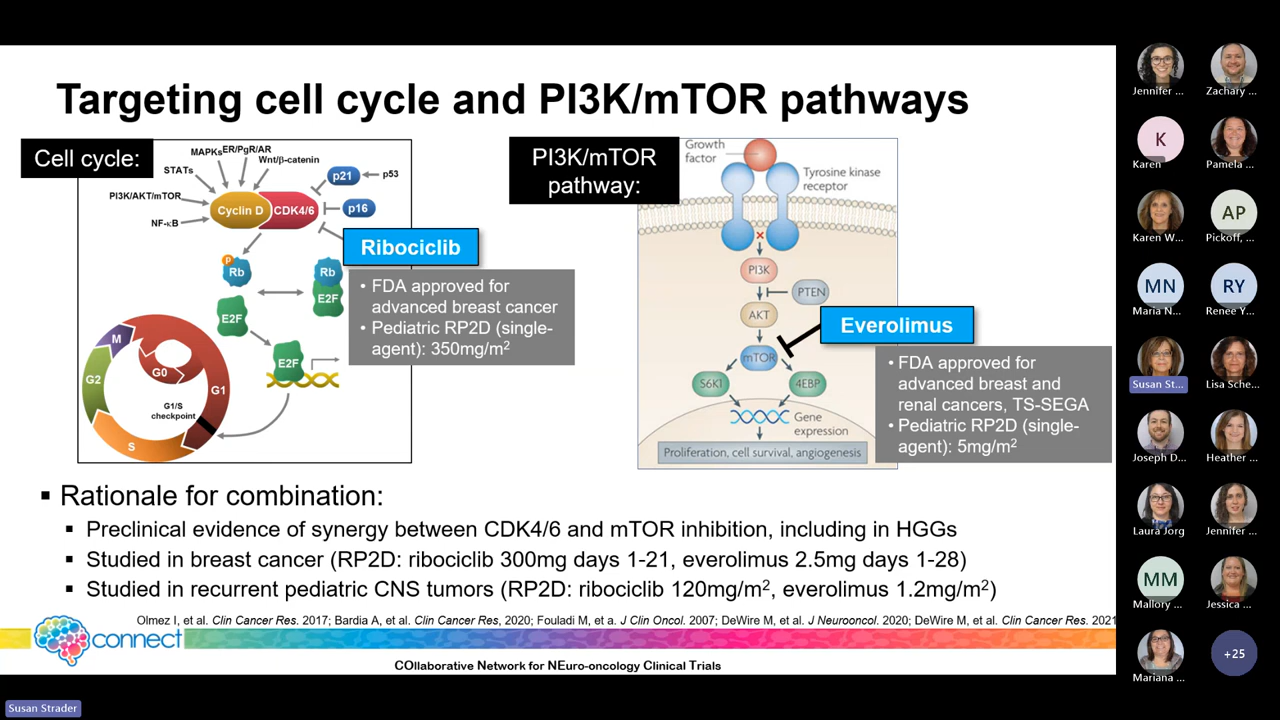 Targeting cell cycle and PI3K/mTOR pathways
Cell cycle:
MAPKs
ER/PgR/AR
Wnt/β-catenin
STATs
PI3K/AKT/mTOR
NF-κB
Cyclin D
CDK4/6
p21
p53
p16
Ribociclib
• FDA approved for
advanced breast cancer
• Pediatric RP2D (single-
agent): 350mg/m²
P
Rb
Rb
E2F
E2F
E2F
M
G0
G2
G1
G1/S
checkpoint
S
PI3K/mTOR
pathway:
Growth
factor
Tyrosine kinase
receptor
PI3K
PTEN
AKT
mTOR
S6K1
4EBP
Gene
expression
Proliferation, cell survival, angiogenesis
Everolimus
• FDA approved for
advanced breast and
renal cancers, TS-SEGA
• Pediatric RP2D (single-
agent): 5mg/m²
▪ Rationale for combination:
▪ Preclinical evidence of synergy between CDK4/6 and mTOR inhibition, including in HGGs
▪ Studied in breast cancer (RP2D: ribociclib 300mg days 1-21, everolimus 2.5mg days 1-28)
▪ Studied in recurrent pediatric CNS tumors (RP2D: ribociclib 120mg/m², everolimus 1.2mg/m²)
Olmez I, et al. Clin Cancer Res. 2017; Bardia A, et al. Clin Cancer Res, 2020; Fouladi M, et a. J Clin Oncol. 2007; DeWire M, et al. J Neurooncol. 2020; DeWire M, et al. Clin Cancer Res. 2021
connect
COllaborative Network for NEuro-oncology Clinical Trials
Susan Strader
Jennifer ...
Zachary ...
K
Karen
Pamela ...
Karen W...
AP
Pickoff, ...
MN
Maria N...
RY
Renee Y...
Susan St...
Lisa Sche...
Joseph D...
Heather ...
Laura Jorg
Jennifer ...
MM
Mallory ...
Jessica ...
Mariana ...
+25